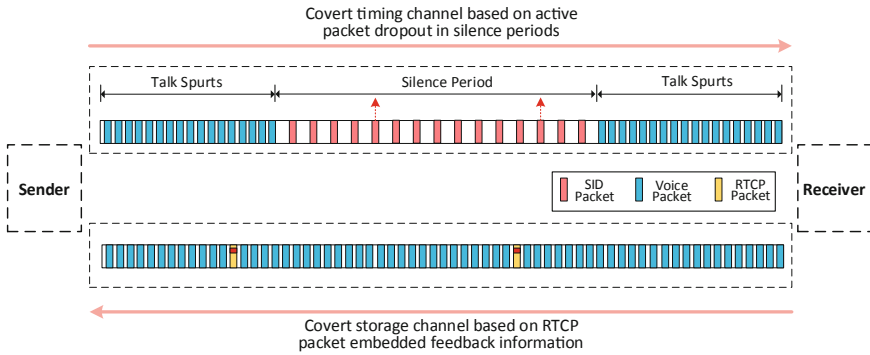 Covert timing channel based on active
packet dropout in silence periods
Talk Spurts
Silence Period
Talk Spurts
Sender
SID
Packet
Voice
Packet
RTCP
Packet
Receiver
Covert storage channel based on RTCP
packet embedded feedback information